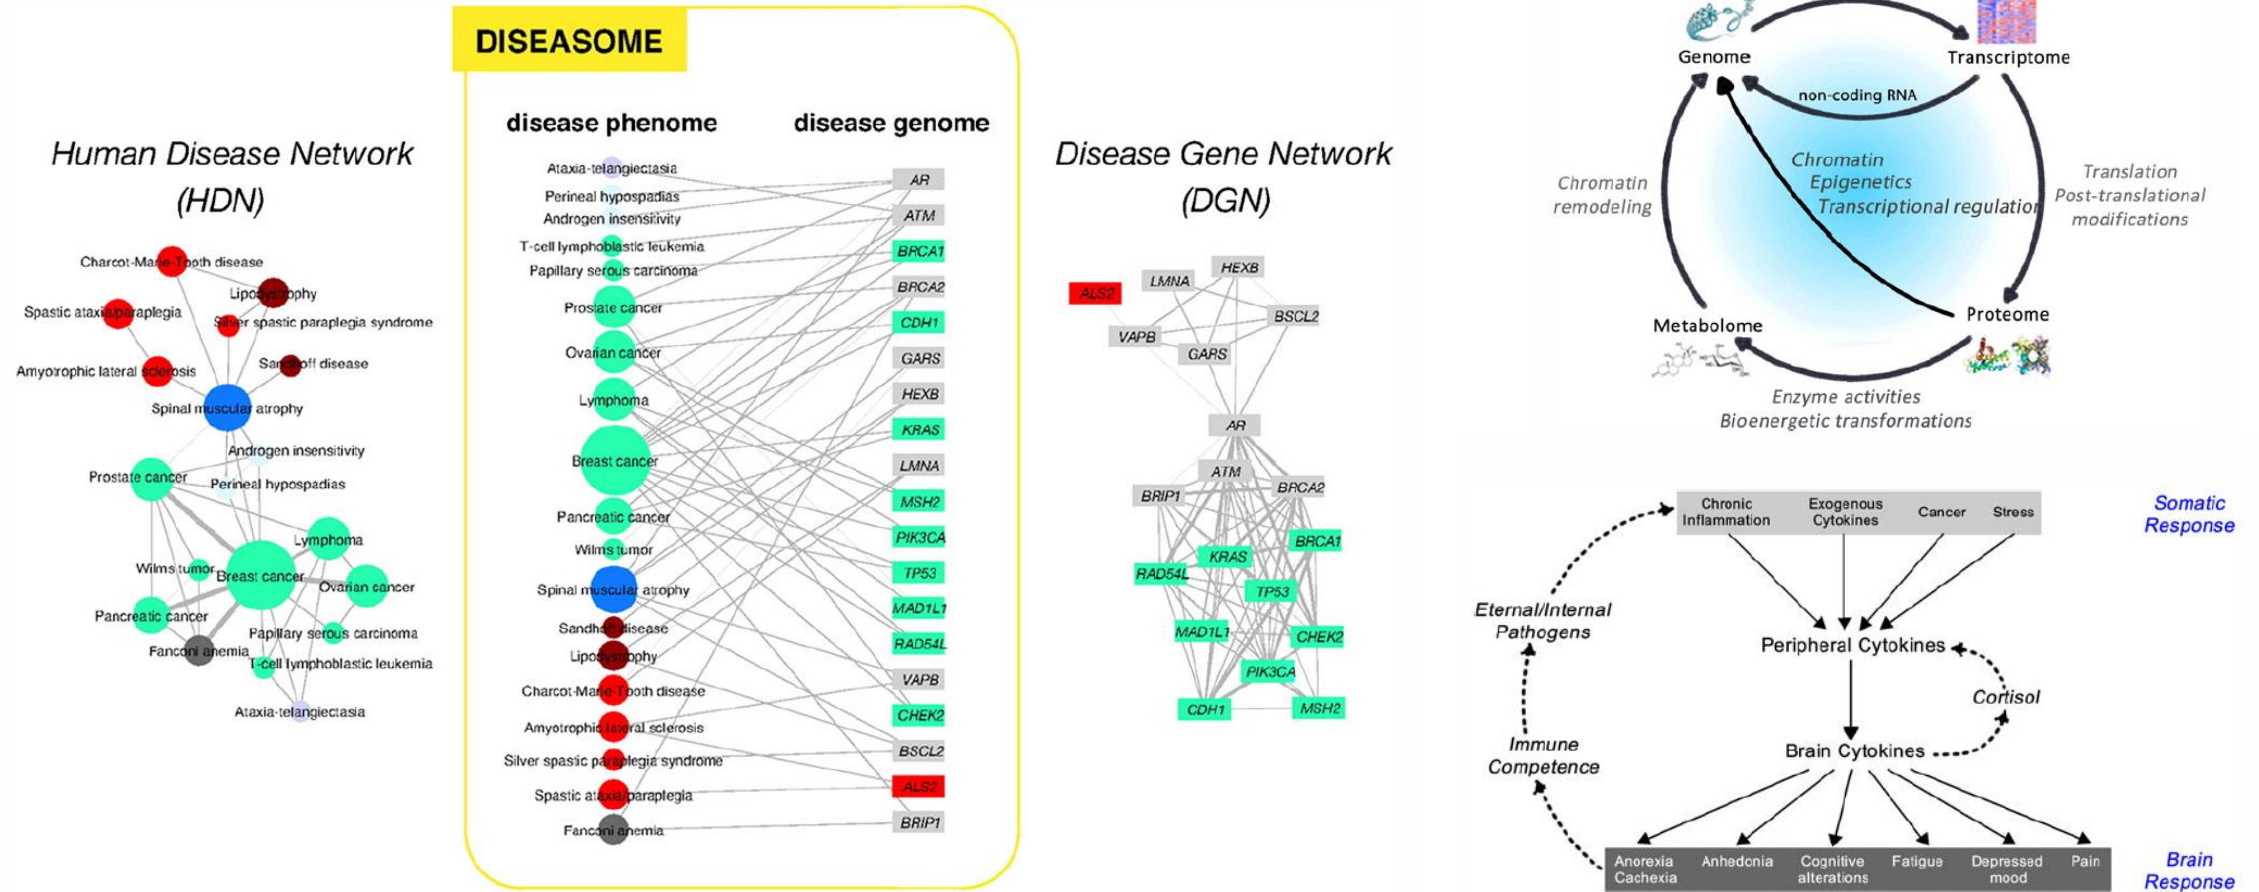 Human Disease Network
(HDN)
Charcot-Marie-Tooth disease
Lipodystrophy
Spastic ataxia/paraplegia
Silver spastic paraplegia syndrome
Sandhoff disease
Amyotrophic lateral sclerosis
Spinal muscular atrophy
Androgen insensitivity
Prostate cancer
Perineal hypospadias
Lymphoma
Wilms tumor
Breast cancer
Ovarian cancer
Pancreatic cancer
Papillary serous carcinoma
Fanconi anemia
T-cell lymphoblastic leukemia
Ataxia-telangiectasia
DISEASOME
disease phenome
Ataxia-telangiectasia
Perineal hypospadias
Androgen insensitivity
T-cell lymphoblastic leukemia
Papillary serous carcinoma
Prostate cancer
Ovarian cancer
Lymphoma
Breast cancer
Pancreatic cancer
Wilms tumor
Spinal muscular atrophy
Sandhoff disease
Lipodystrophy
Charcot-Marie-Tooth disease
Amyotrophic lateral sclerosis
Silver spastic paraplegia syndrome
Spastic ataxia/paraplegia
Fanconi anemia
disease genome
AR
ATM
BRCA1
BRCA2
CDH1
GARS
HEXB
KRAS
LMNA
MSH2
PIK3CA
TP53
MAD1L1
RAD54L
VAPB
CHEK2
BSCL2
ALS2
BRIP1
Disease Gene Network
(DGN)
HEXB
LMNA
ALS2
BSCL2
VAPB
GARS
AR
ATM
BRIP1
BRCA2
BRCA1
KRAS
RAD54L
TP53
MAD1L1
CHEK2
PIK3CA
CDH1
MSH2
Genome
Transcriptome
non-coding RNA
Chromatin
Epigenetics
Transcriptional regulation
Chromatin
remodeling
Translation
Post-translational
modifications
Proteome
Metabolome
Enzyme activities
Bioenergetic transformations
Chronic
Inflammation
Exogenous
Cytokines
Cancer
Stress
Somatic
Response
Eternal/Internal
Pathogens
Peripheral Cytokines
Cortisol
Immune
Competence
Brain Cytokines
Anorexia
Cachexia
Anhedonia
Cognitive
alterations
Fatigue
Depressed
mood
Pain
Brain
Response